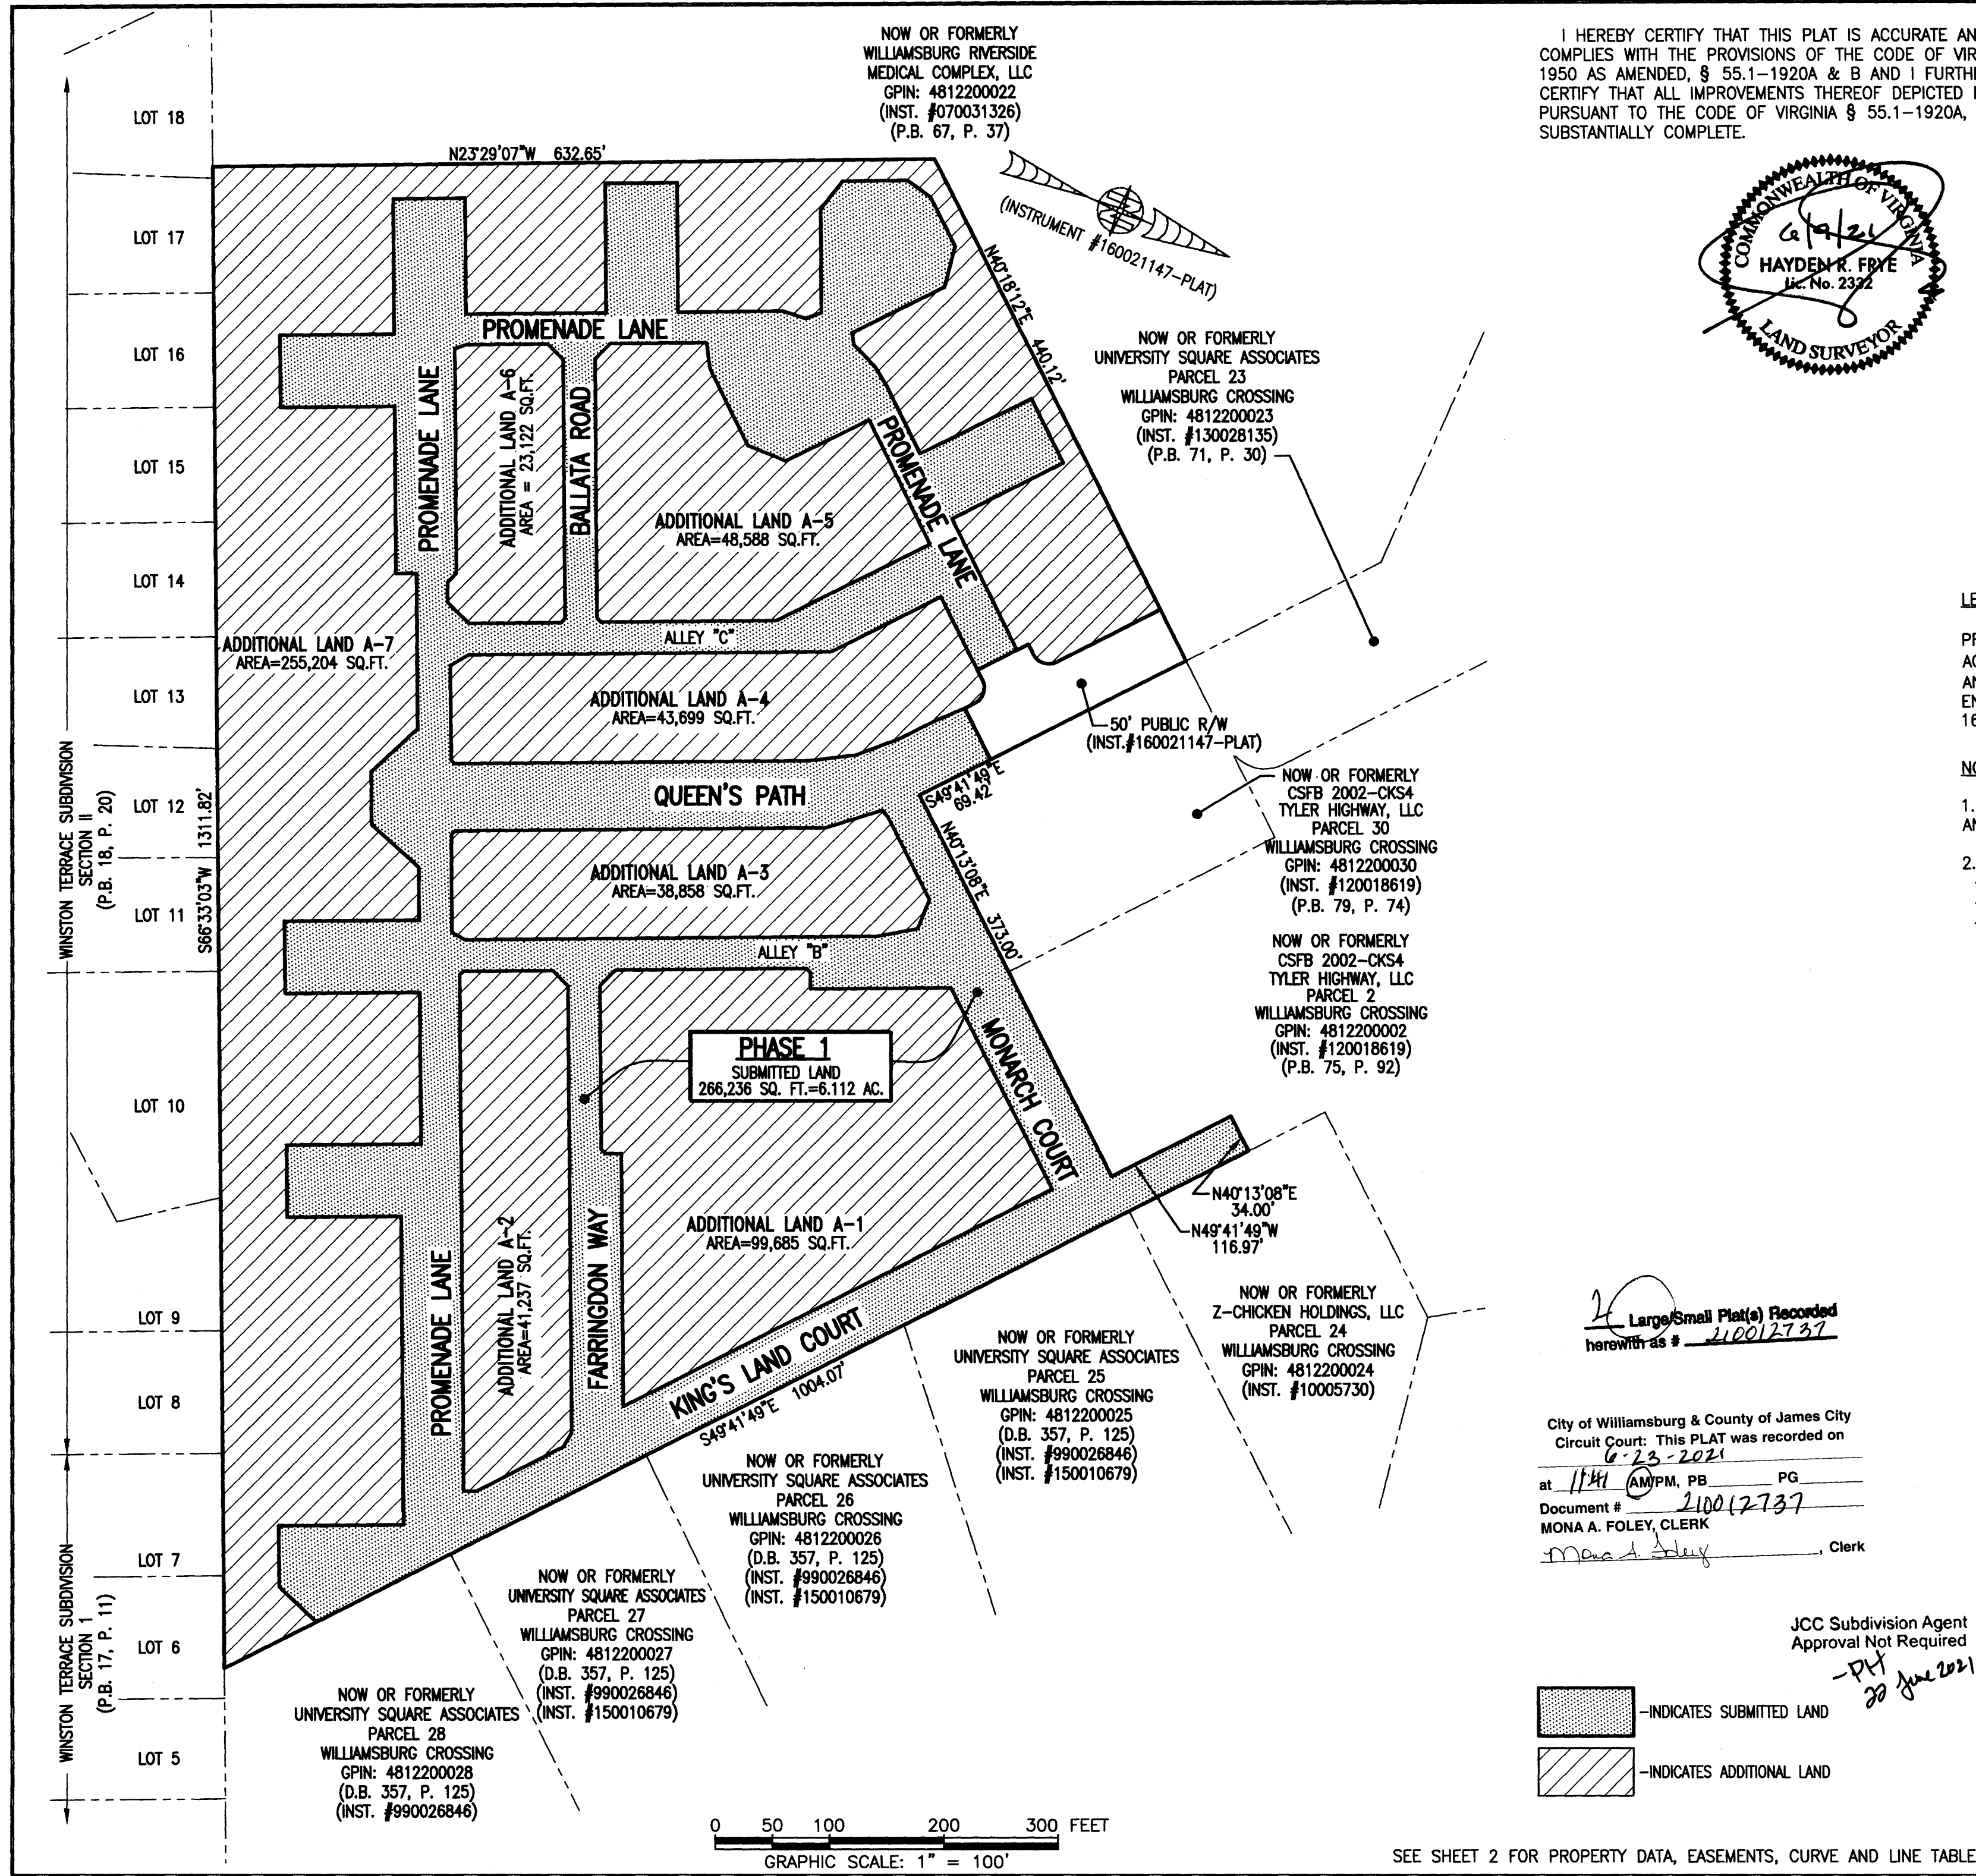 NOW OR FORMERLY
WILLIAMSBURG RIVERSIDE
MEDICAL COMPLEX, LLC
GPIN: 4812200022
(INST. #070031326)
(P.B. 67, P. 37)
I HEREBY CERTIFY THAT THIS PLAT IS ACCURATE AN
COMPLIES WITH THE PROVISIONS OF THE CODE OF VIR
1950 AS AMENDED, § 55.1-1920A & B AND I FURTH
CERTIFY THAT ALL IMPROVEMENTS THEREOF DEPICTED
PURSUANT TO THE CODE OF VIRGINIA § 55.1-1920A,
SUBSTANTIALLY COMPLETE.
COMMONWEALTH OF VIRGINIA
6/9/21
HAYDEN R. FRYE
Lic. No. 2332
LAND SURVEYOR
LOT 18
LOT 17
LOT 16
LOT 15
LOT 14
LOT 13
LOT 12
LOT 11
LOT 10
LOT 9
LOT 8
LOT 7
LOT 6
LOT 5
WINSTON TERRACE SUBDIVISION
SECTION II
(P.B. 18, P. 20)
WINSTON TERRACE SUBDIVISION
SECTION 1
(P.B. 17, P. 11)
S66°33'03"W 1311.82'
N23°29'07"W 632.65'
(INSTRUMENT #160021147-PLAT)
N40°18'12"E 440.12'
PROMENADE LANE
PROMENADE LANE
ADDITIONAL LAND A-6
AREA = 23,122 SQ.FT.
BALLATA ROAD
ADDITIONAL LAND A-5
AREA=48,588 SQ.FT.
PROMENADE LANE
NOW OR FORMERLY
UNIVERSITY SQUARE ASSOCIATES
PARCEL 23
WILLIAMSBURG CROSSING
GPIN: 4812200023
(INST. #130028135)
(P.B. 71, P. 30)
ALLEY "C"
ADDITIONAL LAND A-7
AREA=255,204 SQ.FT.
ADDITIONAL LAND A-4
AREA=43,699 SQ.FT.
50' PUBLIC R/W
(INST.#160021147-PLAT)
QUEEN'S PATH
S49°41'49"E
69.42'
N40°13'08"E 373.00'
NOW OR FORMERLY
CSFB 2002-CKS4
TYLER HIGHWAY, LLC
PARCEL 30
WILLIAMSBURG CROSSING
GPIN: 4812200030
(INST. #120018619)
(P.B. 79, P. 74)
ADDITIONAL LAND A-3
AREA=38,858 SQ.FT.
ALLEY "B"
NOW OR FORMERLY
CSFB 2002-CKS4
TYLER HIGHWAY, LLC
PARCEL 2
WILLIAMSBURG CROSSING
GPIN: 4812200002
(INST. #120018619)
(P.B. 75, P. 92)
PHASE 1
SUBMITTED LAND
266,236 SQ. FT.=6.112 AC.
MONARCH COURT
N40°13'08"E
34.00'
N49°41'49"W
116.97'
PROMENADE LANE
ADDITIONAL LAND A-2
AREA=41,237 SQ.FT.
FARRINGDON WAY
ADDITIONAL LAND A-1
AREA=99,685 SQ.FT.
KING'S LAND COURT
S49°41'49"E 1004.07'
NOW OR FORMERLY
Z-CHICKEN HOLDINGS, LLC
PARCEL 24
WILLIAMSBURG CROSSING
GPIN: 4812200024
(INST. #10005730)
NOW OR FORMERLY
UNIVERSITY SQUARE ASSOCIATES
PARCEL 25
WILLIAMSBURG CROSSING
GPIN: 4812200025
(D.B. 357, P. 125)
(INST. #990026846)
(INST. #150010679)
NOW OR FORMERLY
UNIVERSITY SQUARE ASSOCIATES
PARCEL 26
WILLIAMSBURG CROSSING
GPIN: 4812200026
(D.B. 357, P. 125)
(INST. #990026846)
(INST. #150010679)
NOW OR FORMERLY
UNIVERSITY SQUARE ASSOCIATES
PARCEL 27
WILLIAMSBURG CROSSING
GPIN: 4812200027
(D.B. 357, P. 125)
(INST. #990026846)
(INST. #150010679)
NOW OR FORMERLY
UNIVERSITY SQUARE ASSOCIATES
PARCEL 28
WILLIAMSBURG CROSSING
GPIN: 4812200028
(D.B. 357, P. 125)
(INST. #990026846)
LE
PR
AC
AN
EN
16
NO
1.
AN
2.
Large/Small Plat(s) Recorded
herewith as # 210012737
City of Williamsburg & County of James City
Circuit Court: This PLAT was recorded on
6-23-2021
at 11:41 AM/PM, PB PG
Document # 210012737
MONA A. FOLEY, CLERK
Mona A. Foley, Clerk
JCC Subdivision Agent
Approval Not Required
-PH
22 June 2021
-INDICATES SUBMITTED LAND
-INDICATES ADDITIONAL LAND
0 50 100 200 300 FEET
GRAPHIC SCALE: 1" = 100'
SEE SHEET 2 FOR PROPERTY DATA, EASEMENTS, CURVE AND LINE TABLE